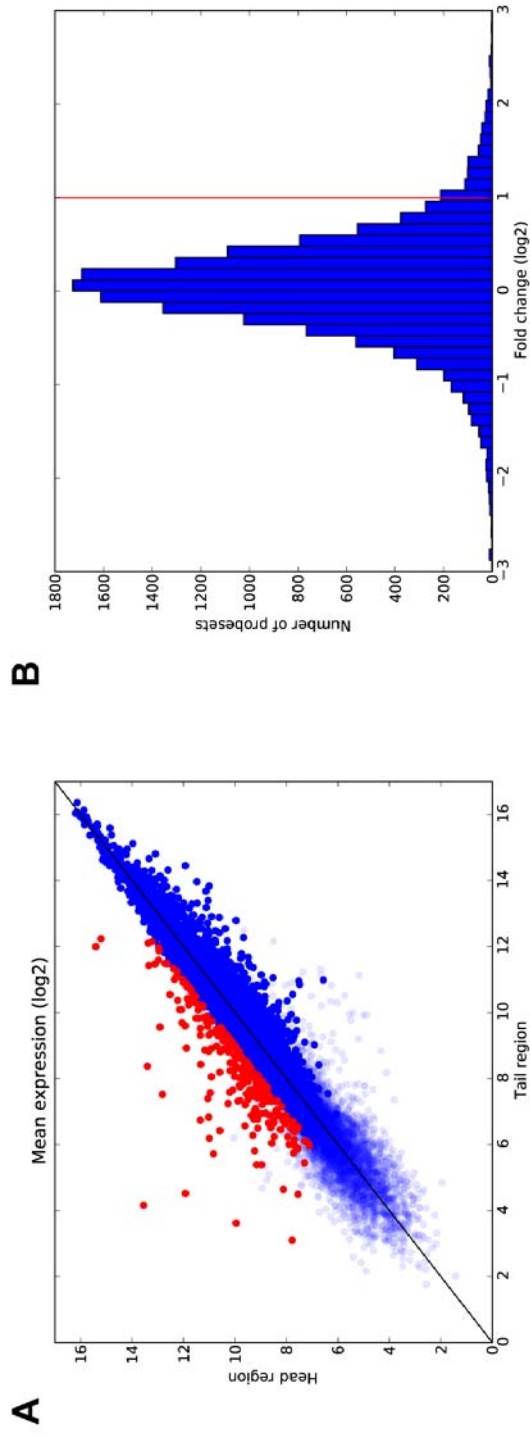 A
Mean expression (log2)
Head region
16
14
12
10
8
6
4
2
0
0 2 4 6 8 10 12 14 16
Tail region
B
Number of probesets
1800
1600
1400
1200
1000
800
600
400
200
0
−3 −2 −1 0 1 2 3
Fold change (log2)